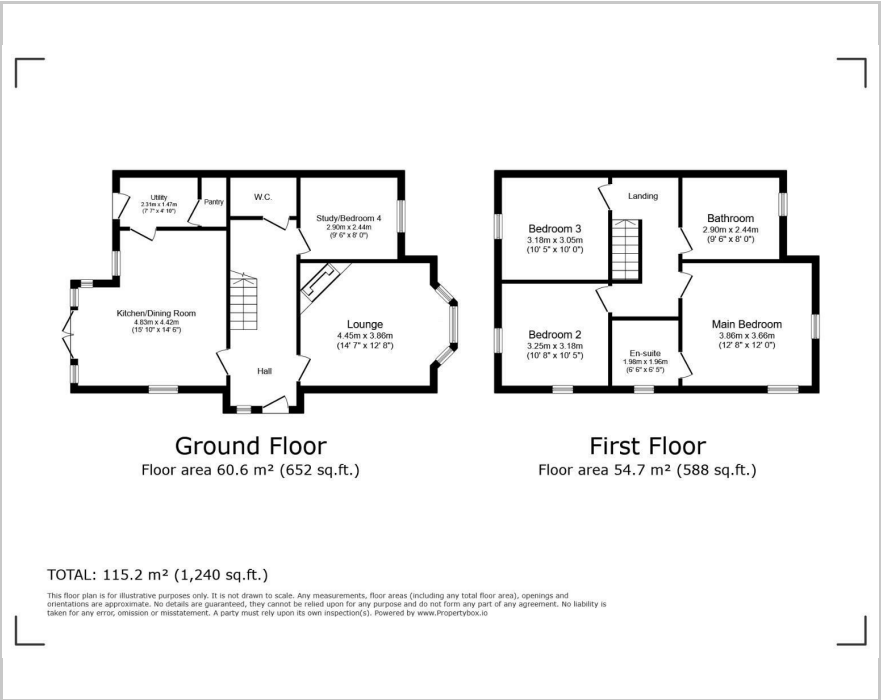 Utility
2.31m x 1.47m
(7' 7" x 4' 10")
Pantry
W.C.
Study/Bedroom 4
2.90m x 2.44m
(9' 6" x 8' 0")
Kitchen/Dining Room
4.83m x 4.42m
(15' 10" x 14' 6")
Lounge
4.45m x 3.86m
(14' 7" x 12' 8")
Hall
Ground Floor
Floor area 60.6 m² (652 sq.ft.)
Landing
Bedroom 3
3.18m x 3.05m
(10' 5" x 10' 0")
Bathroom
2.90m x 2.44m
(9' 6" x 8' 0")
Bedroom 2
3.25m x 3.18m
(10' 8" x 10' 5")
En-suite
1.98m x 1.96m
(6' 6" x 6' 5")
Main Bedroom
3.86m x 3.66m
(12' 8" x 12' 0")
First Floor
Floor area 54.7 m² (588 sq.ft.)
TOTAL: 115.2 m² (1,240 sq.ft.)
This floor plan is for illustrative purposes only. It is not drawn to scale. Any measurements, floor areas (including any total floor area), openings and
orientations are approximate. No details are guaranteed, they cannot be relied upon for any purpose and do not form any part of any agreement. No liability is
taken for any error, omission or misstatement. A party must rely upon its own inspection(s). Powered by www.Propertybox.io